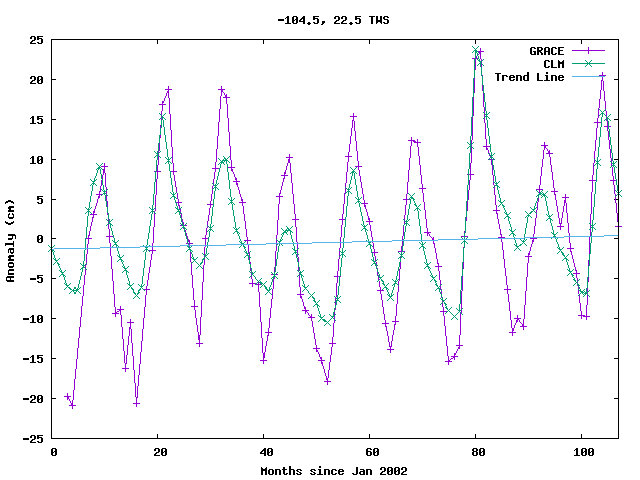 -104.5, 22.5 TWS
GRACE
CLM
Trend Line
25
20
15
10
5
0
-5
-10
-15
-20
-25
Anomaly (cm)
0 20 40 60 80 100
Months since Jan 2002